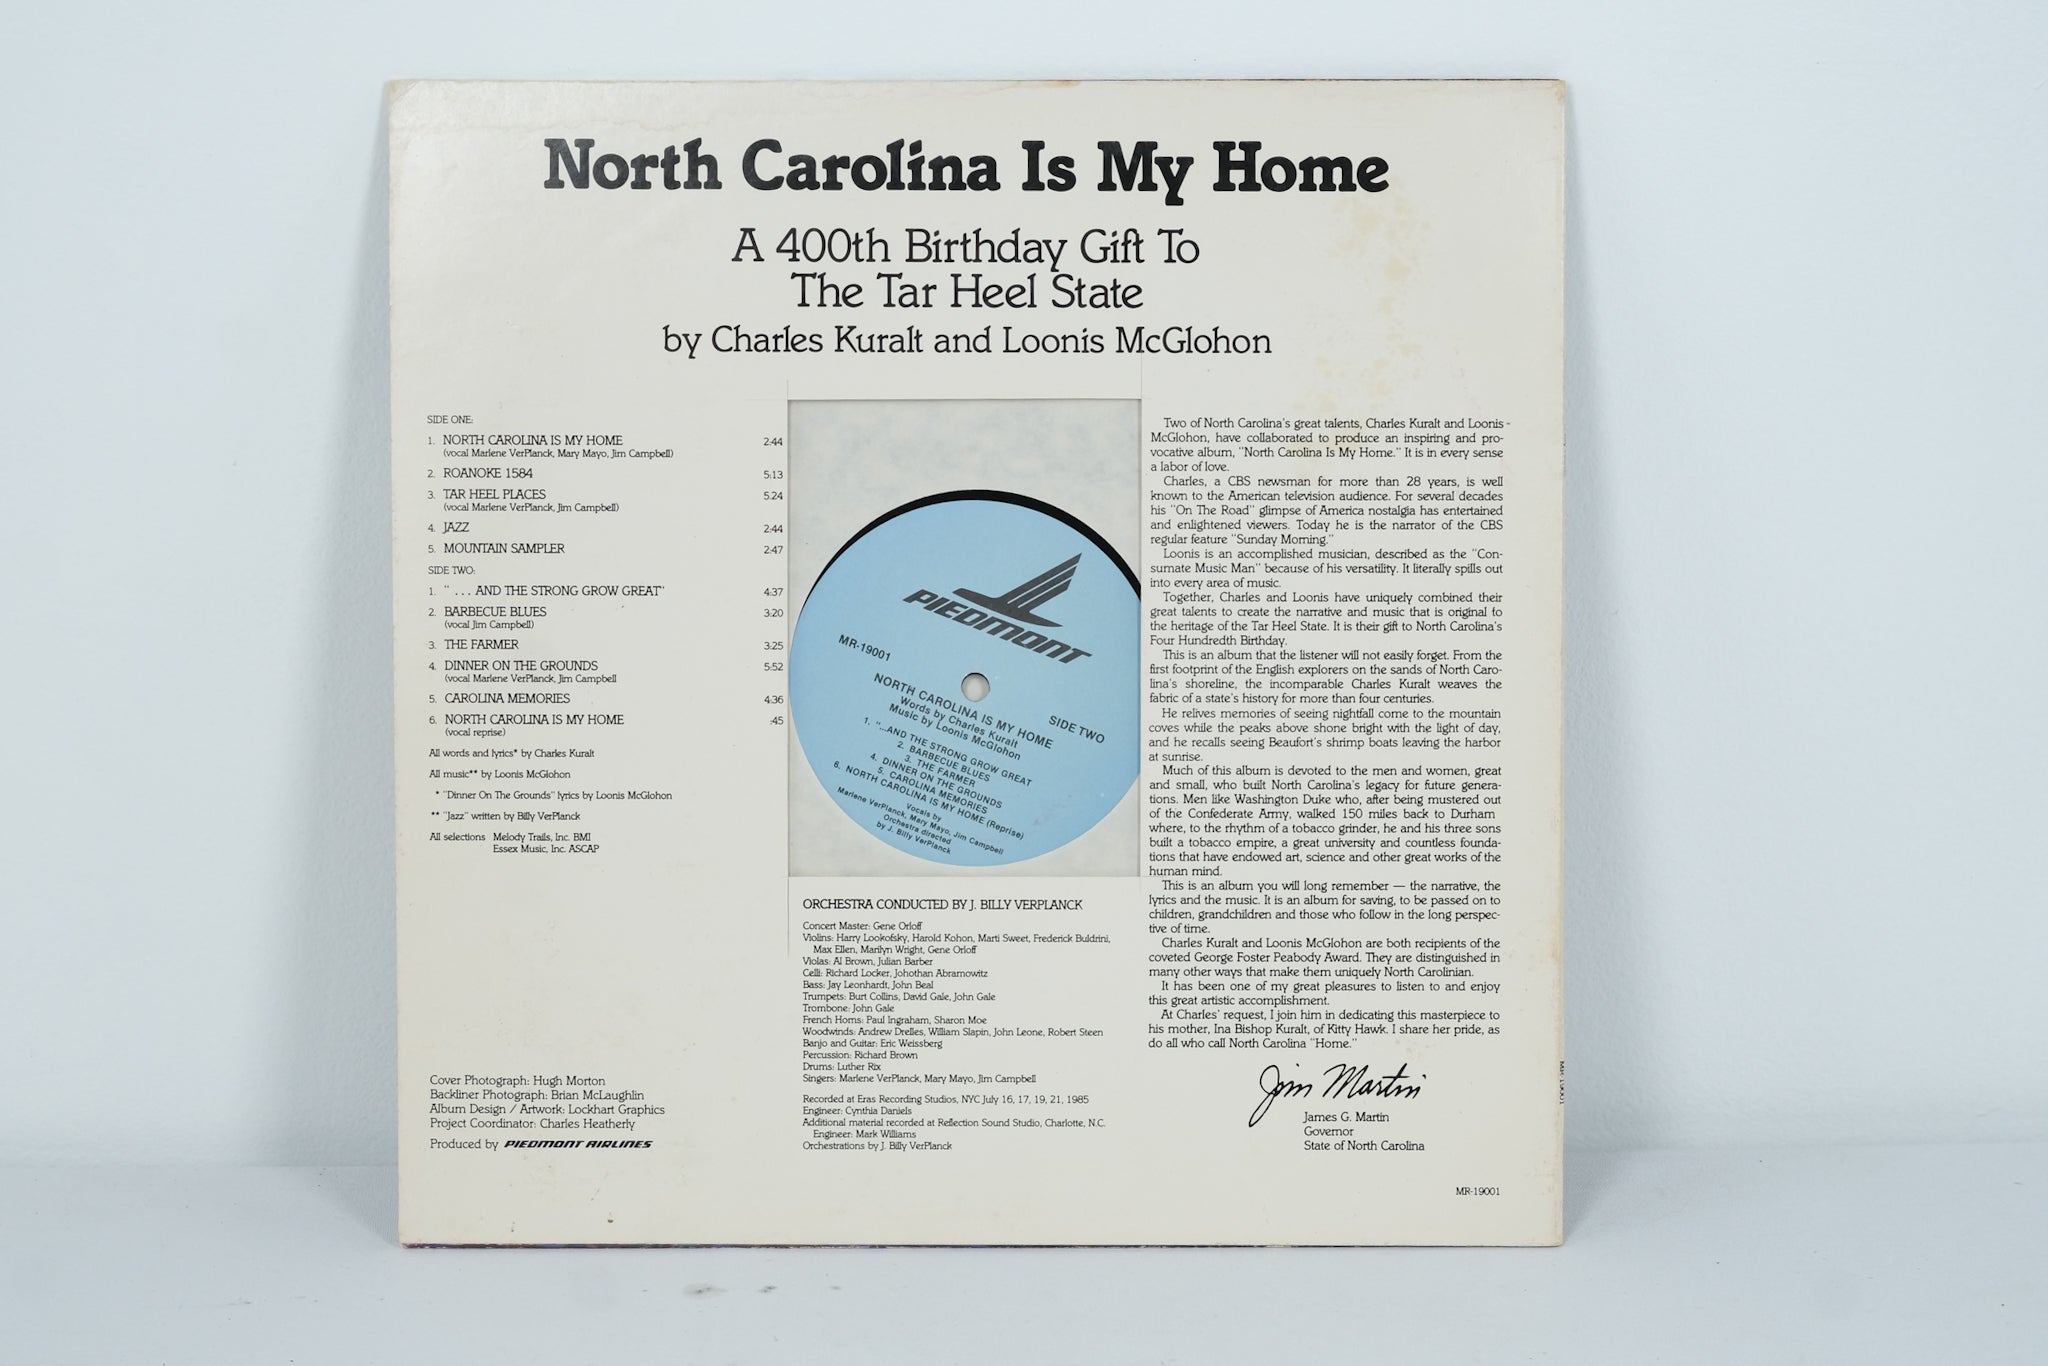 North Carolina Is My Home
A 400th Birthday Gift To
The Tar Heel State
by Charles Kuralt and Loonis McGlohon
SIDE ONE:
1. NORTH CAROLINA IS MY HOME 2:44
(vocal Marlene VerPlanck, Mary Mayo, Jim Campbell)
2. ROANOKE 1584 5:13
3. TAR HEEL PLACES 5:24
(vocal Marlene VerPlanck, Jim Campbell)
4. JAZZ 2:44
5. MOUNTAIN SAMPLER 2:47
SIDE TWO:
1. " ... AND THE STRONG GROW GREAT" 4:37
2. BARBECUE BLUES 3:20
(vocal Jim Campbell)
3. THE FARMER 3:25
4. DINNER ON THE GROUNDS 5:52
(vocal Marlene VerPlanck, Jim Campbell
5. CAROLINA MEMORIES 4:36
6. NORTH CAROLINA IS MY HOME :45
(vocal reprise)
All words and lyrics* by Charles Kuralt
All music** by Loonis McGlohon
* "Dinner On The Grounds" lyrics by Loonis McGlohon
** "Jazz" written by Billy VerPlanck
All selections Melody Trails, Inc. BMI
Essex Music, Inc. ASCAP
Cover Photograph: Hugh Morton
Backliner Photograph: Brian McLaughlin
Album Design / Artwork: Lockhart Graphics
Project Coordinator: Charles Heatherly
Produced by PIEDMONT AIRLINES
PIEDMONT
MR-19001
SIDE TWO
NORTH CAROLINA IS MY HOME
Words by Charles Kuralt
Music by Loonis McGlohon
1. "...AND THE STRONG GROW GREAT
2. BARBECUE BLUES
3. THE FARMER
4. DINNER ON THE GROUNDS
5. CAROLINA MEMORIES
6. NORTH CAROLINA IS MY HOME (Reprise)
Vocals by
Marlene VerPlanck, Mary Mayo, Jim Campbell
Orchestra directed
by J. Billy VerPlanck
ORCHESTRA CONDUCTED BY J. BILLY VERPLANCK
Concert Master: Gene Orloff
Violins: Harry Lookofsky, Harold Kohon, Marti Sweet, Frederick Buldrini,
Max Ellen, Marilyn Wright, Gene Orloff
Violas: Al Brown, Julian Barber
Celli: Richard Locker, Johothan Abramowitz
Bass: Jay Leonhardt, John Beal
Trumpets: Burt Collins, David Gale, John Gale
Trombone: John Gale
French Horns: Paul Ingraham, Sharon Moe
Woodwinds: Andrew Drelles, William Slapin, John Leone, Robert Steen
Banjo and Guitar: Eric Weissberg
Percussion: Richard Brown
Drums: Luther Rix
Singers: Marlene VerPlanck, Mary Mayo, Jim Campbell
Recorded at Eras Recording Studios, NYC July 16, 17, 19, 21, 1985
Engineer: Cynthia Daniels
Additional material recorded at Reflection Sound Studio, Charlotte, N.C.
Engineer: Mark Williams
Orchestrations by J. Billy VerPlanck
Two of North Carolina's great talents, Charles Kuralt and Loonis -
McGlohon, have collaborated to produce an inspiring and pro-
vocative album, "North Carolina Is My Home." It is in every sense
a labor of love.
Charles, a CBS newsman for more than 28 years, is well
known to the American television audience. For several decades
his "On The Road" glimpse of America nostalgia has entertained
and enlightened viewers. Today he is the narrator of the CBS
regular feature "Sunday Morning."
Loonis is an accomplished musician, described as the "Con-
sumate Music Man" because of his versatility. It literally spills out
into every area of music.
Together, Charles and Loonis have uniquely combined their
great talents to create the narrative and music that is original to
the heritage of the Tar Heel State. It is their gift to North Carolina's
Four Hundredth Birthday.
This is an album that the listener will not easily forget. From the
first footprint of the English explorers on the sands of North Caro-
lina's shoreline, the incomparable Charles Kuralt weaves the
fabric of a state's history for more than four centuries.
He relives memories of seeing nightfall come to the mountain
coves while the peaks above shone bright with the light of day,
and he recalls seeing Beaufort's shrimp boats leaving the harbor
at sunrise.
Much of this album is devoted to the men and women, great
and small, who built North Carolina's legacy for future genera-
tions. Men like Washington Duke who, after being mustered out
of the Confederate Army, walked 150 miles back to Durham
where, to the rhythm of a tobacco grinder, he and his three sons
built a tobacco empire, a great university and countless founda-
tions that have endowed art, science and other great works of the
human mind.
This is an album you will long remember — the narrative, the
lyrics and the music. It is an album for saving, to be passed on to
children, grandchildren and those who follow in the long perspec-
tive of time.
Charles Kuralt and Loonis McGlohon are both recipients of the
coveted George Foster Peabody Award. They are distinguished in
many other ways that make them uniquely North Carolinian.
It has been one of my great pleasures to listen to and enjoy
this great artistic accomplishment.
At Charles' request, I join him in dedicating this masterpiece to
his mother, Ina Bishop Kuralt, of Kitty Hawk. I share her pride, as
do all who call North Carolina "Home."
Jim Martin
James G. Martin
Governor
State of North Carolina
MR-19001
MR-19001